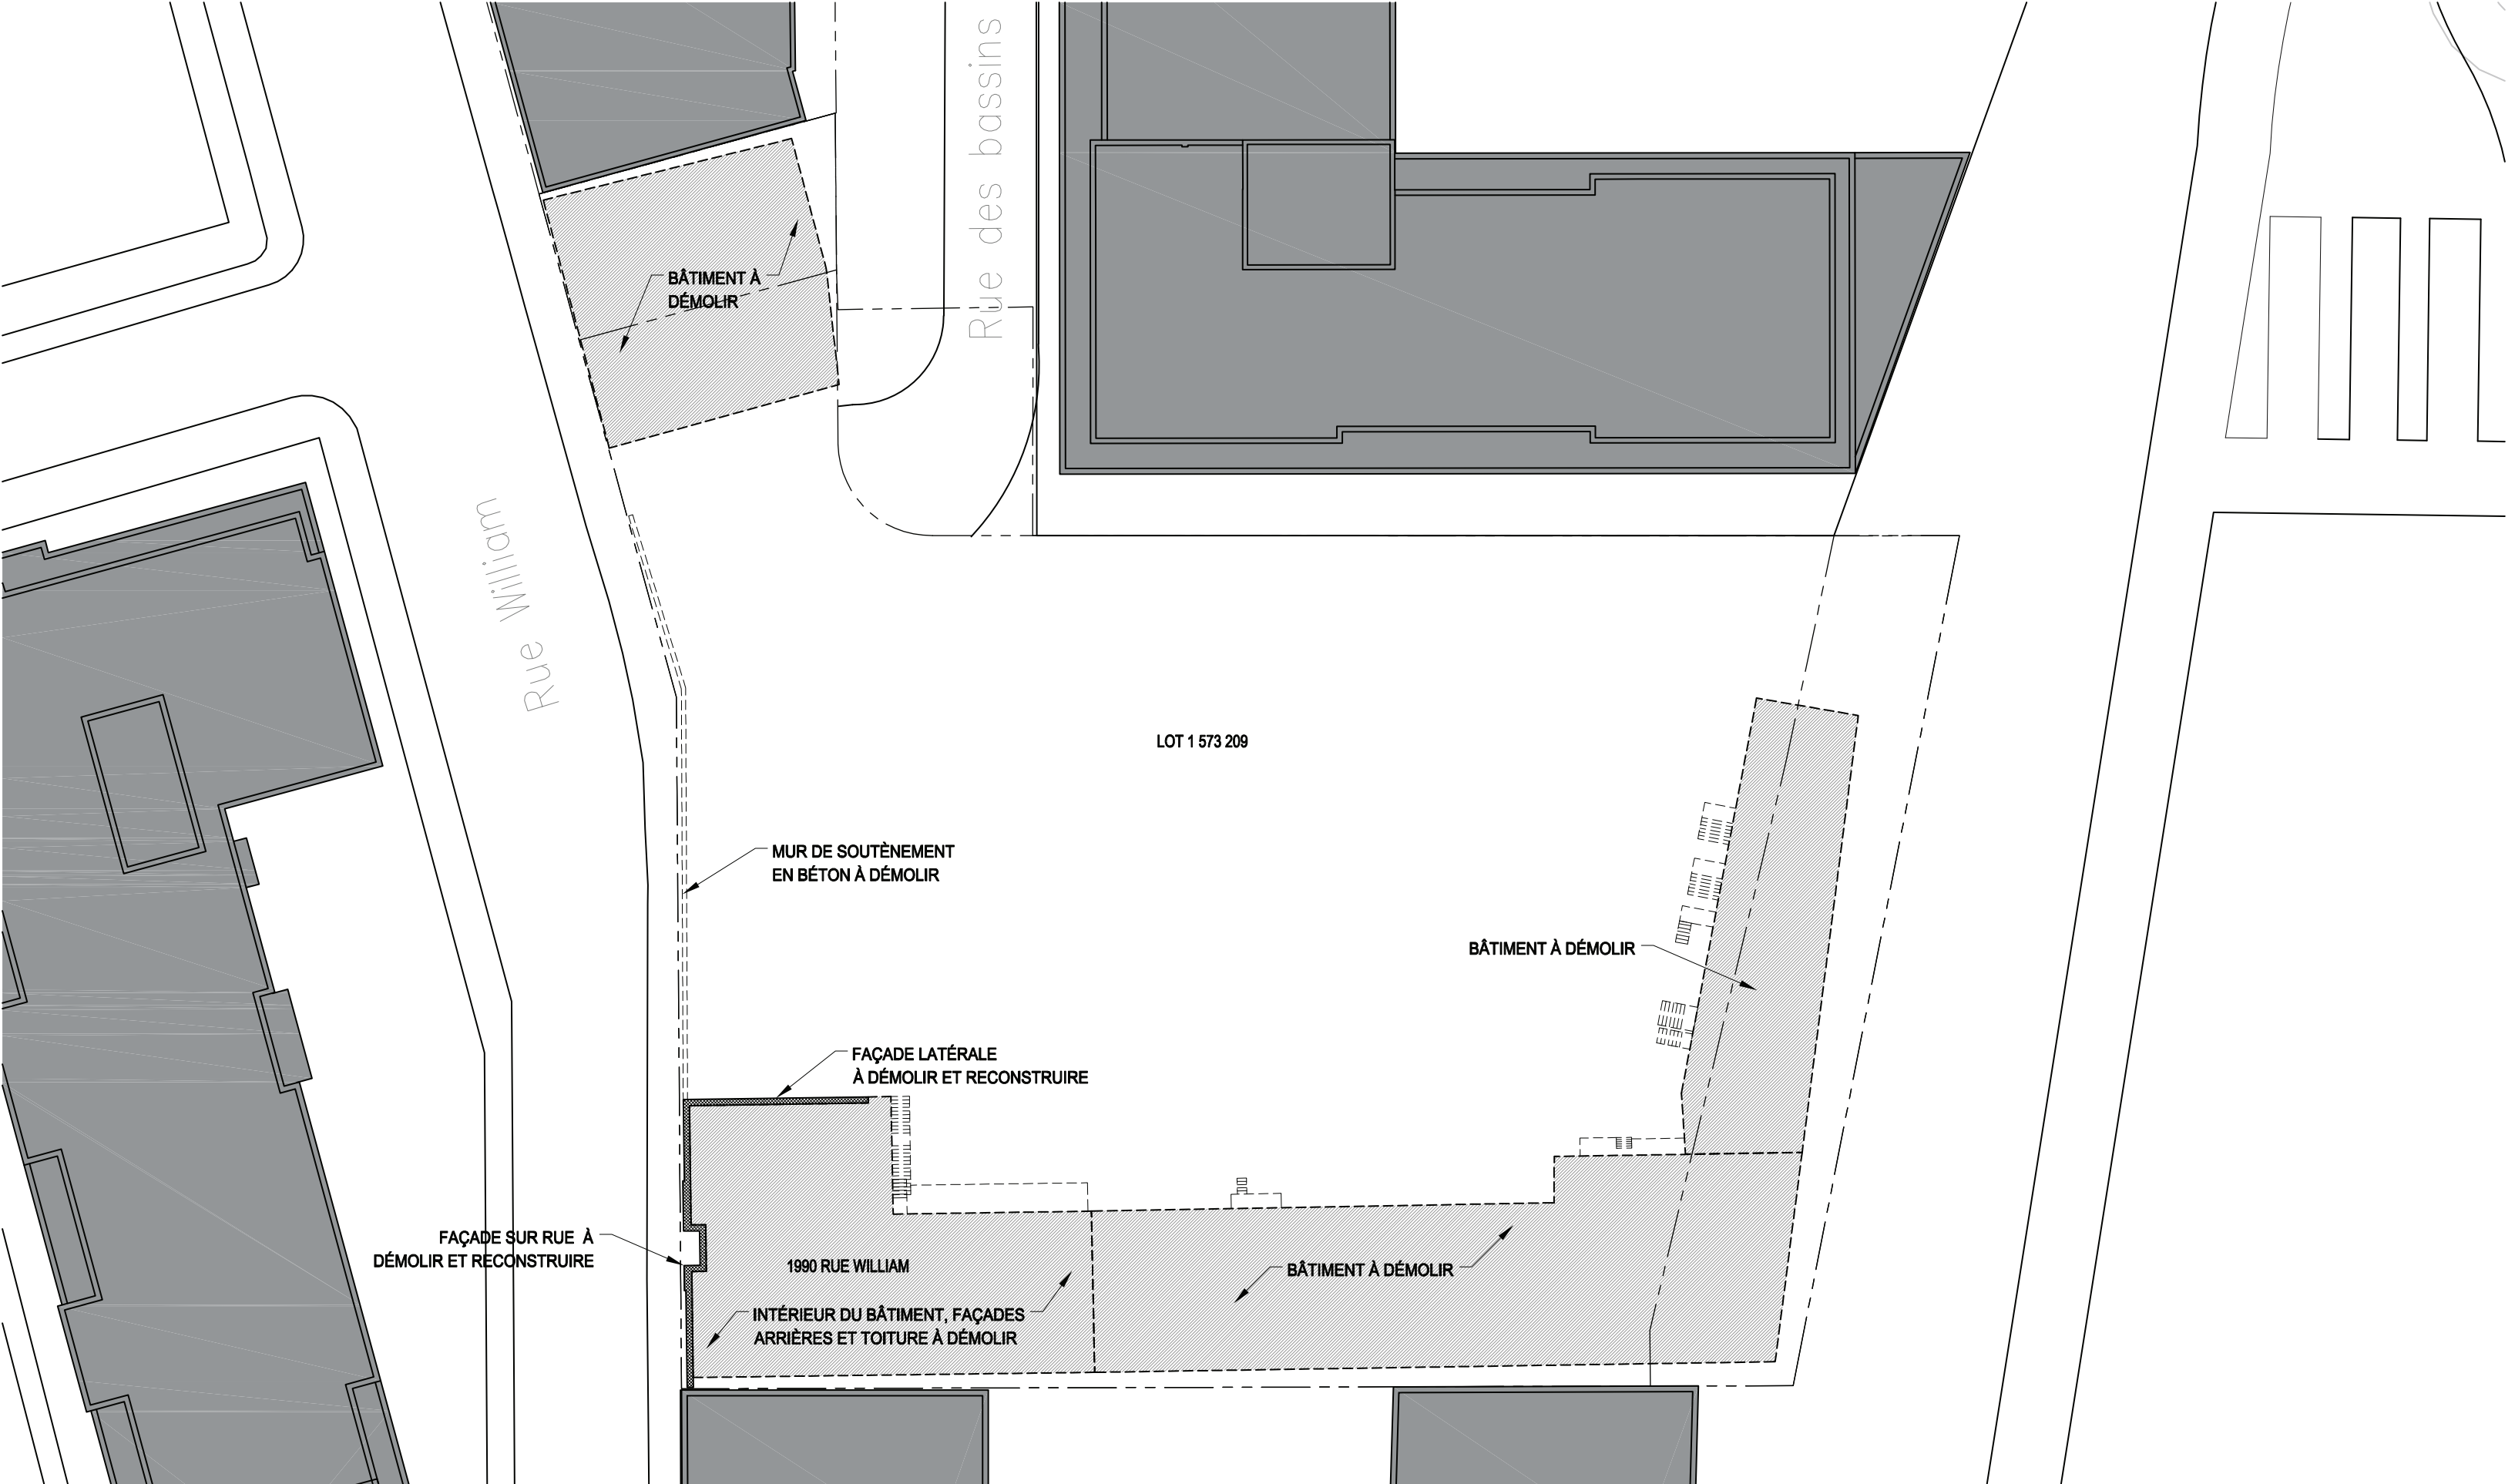 Rue des bassins
BÂTIMENT À
DÉMOLIR
Rue William
LOT 1 573 209
MUR DE SOUTÈNEMENT
EN BÉTON À DÉMOLIR
BÂTIMENT À DÉMOLIR
FAÇADE LATÉRALE
À DÉMOLIR ET RECONSTRUIRE
FAÇADE SUR RUE À
DÉMOLIR ET RECONSTRUIRE
1990 RUE WILLIAM
BÂTIMENT À DÉMOLIR
INTÉRIEUR DU BÂTIMENT, FAÇADES
ARRIÈRES ET TOITURE À DÉMOLIR